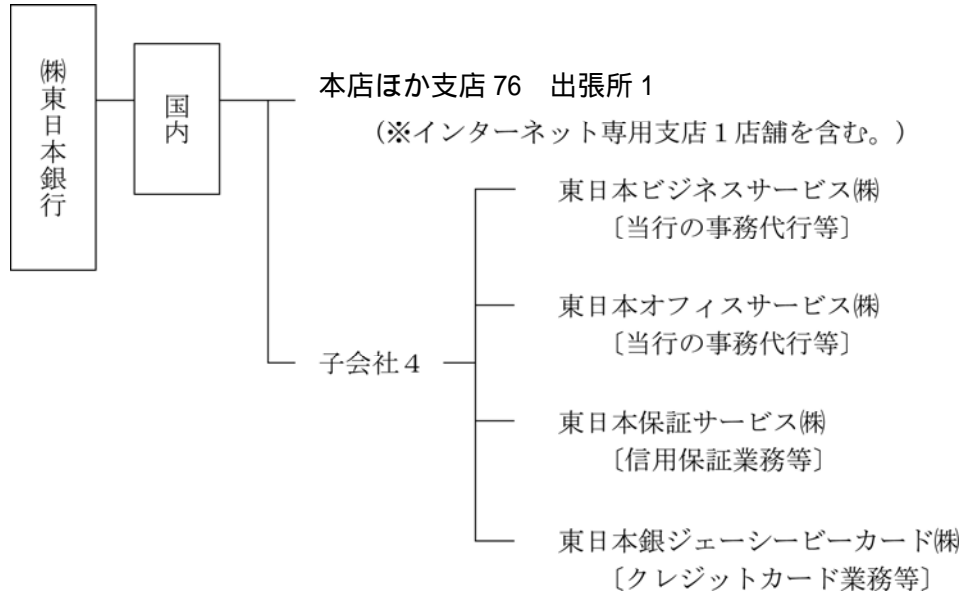 ㈱東日本銀行
国内
本店ほか支店 76　出張所 1
（※インターネット専用支店１店舗を含む。）
東日本ビジネスサービス㈱
〔当行の事務代行等〕
東日本オフィスサービス㈱
〔当行の事務代行等〕
子会社４
東日本保証サービス㈱
〔信用保証業務等〕
東日本銀ジェーシービーカード㈱
〔クレジットカード業務等〕